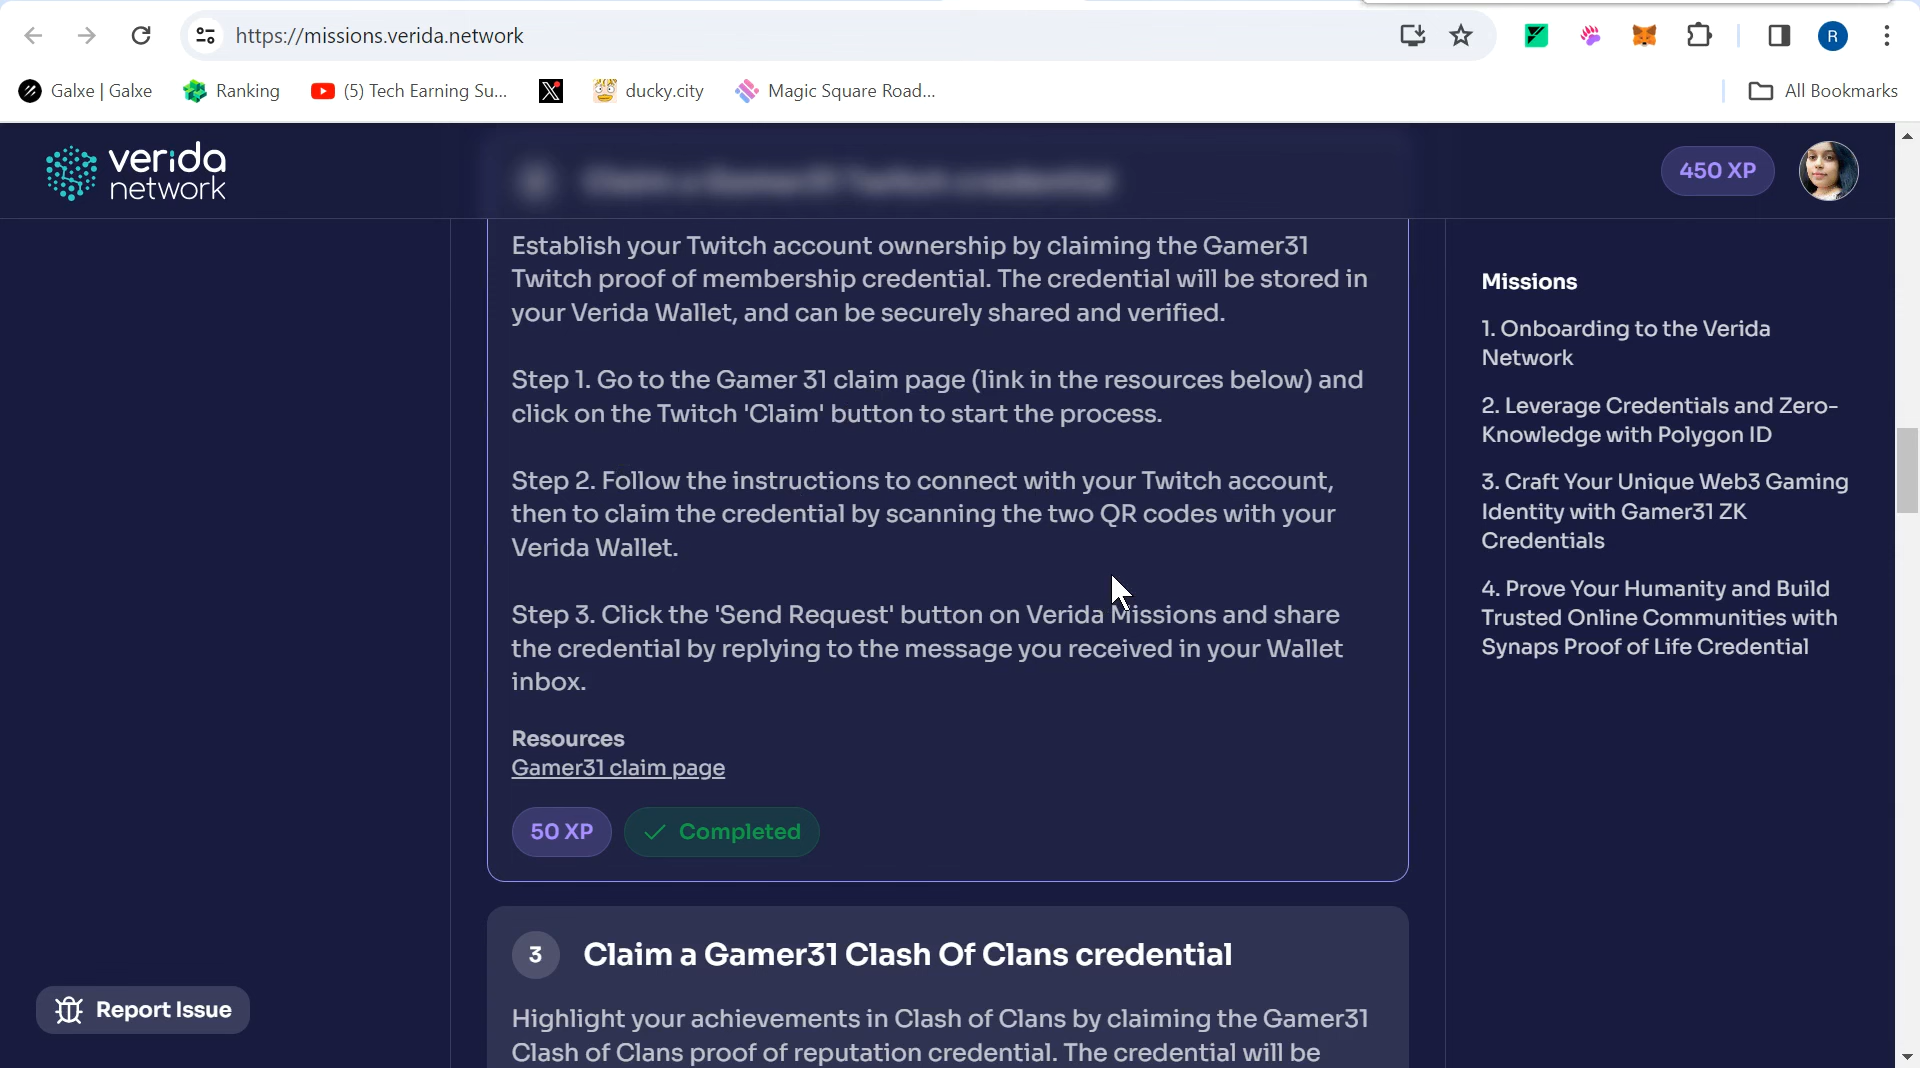 https://missions.verida.network
R
Galxe | Galxe
Ranking
(5) Tech Earning Su...
ducky.city
Magic Square Road...
All Bookmarks
verida
network
Claim a Gamer31 Twitch credential
450 XP
Establish your Twitch account ownership by claiming the Gamer31
Twitch proof of membership credential. The credential will be stored in
your Verida Wallet, and can be securely shared and verified.
Step 1. Go to the Gamer 31 claim page (link in the resources below) and
click on the Twitch 'Claim' button to start the process.
Step 2. Follow the instructions to connect with your Twitch account,
then to claim the credential by scanning the two QR codes with your
Verida Wallet.
Step 3. Click the 'Send Request' button on Verida Missions and share
the credential by replying to the message you received in your Wallet
inbox.
Resources
Gamer31 claim page
50 XP
Completed
3
Claim a Gamer31 Clash Of Clans credential
Highlight your achievements in Clash of Clans by claiming the Gamer31
Clash of Clans proof of reputation credential. The credential will be
Missions
1. Onboarding to the Verida
Network
2. Leverage Credentials and Zero-
Knowledge with Polygon ID
3. Craft Your Unique Web3 Gaming
Identity with Gamer31 ZK
Credentials
4. Prove Your Humanity and Build
Trusted Online Communities with
Synaps Proof of Life Credential
Report Issue